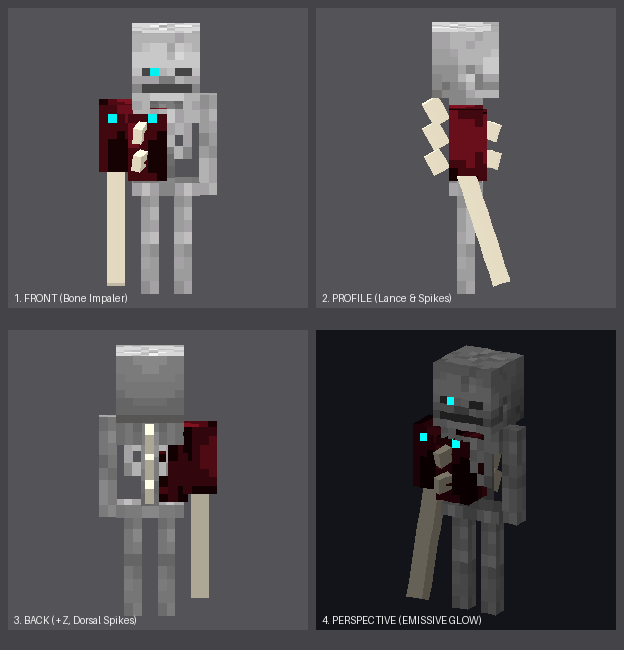 1. FRONT (Bone Impaler)
2. PROFILE (Lance & Spikes)
3. BACK (+Z, Dorsal Spikes)
4. PERSPECTIVE (EMISSIVE GLOW)